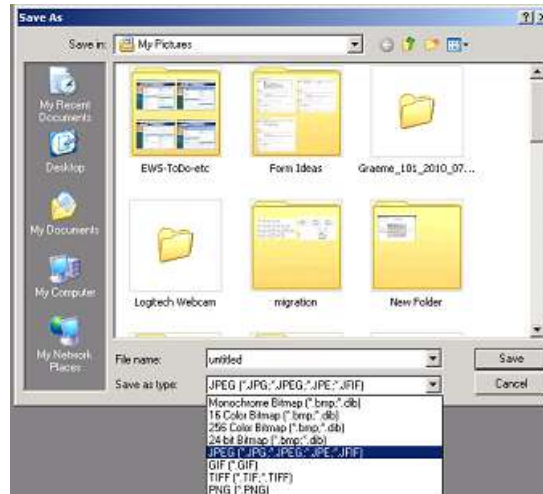 Save As
Save in:
My Pictures
My Recent
Documents
Desktop
My Documents
My Computer
My Network
Places
EWS-ToDo-etc
Form Ideas
Graeme_101_2010_07...
Logitech Webcam
migration
New Folder
File name:
untitled
Save
Save as type:
JPEG (*.JPG;*.JPEG;*.JPE;*.JFIF)
Cancel
Monochrome Bitmap (*.bmp;*.dib)
16 Color Bitmap (*.bmp;*.dib)
256 Color Bitmap (*.bmp;*.dib)
24-bit Bitmap (*.bmp;*.dib)
JPEG (*.JPG;*.JPEG;*.JPE;*.JFIF)
GIF (*.GIF)
TIFF (*.TIF;*.TIFF)
PNG (*.PNG)